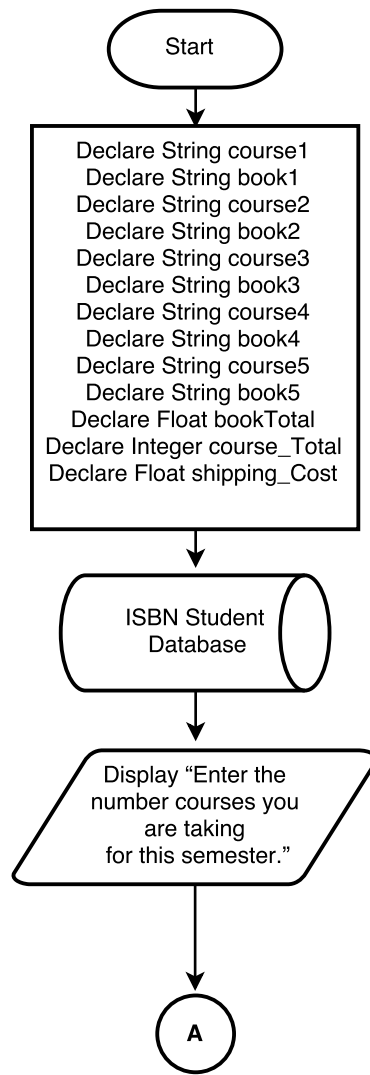 Start
Declare String course1
Declare String book1
Declare String course2
Declare String book2
Declare String course3
Declare String book3
Declare String course4
Declare String book4
Declare String course5
Declare String book5
Declare Float bookTotal
Declare Integer course_Total
Declare Float shipping_Cost
ISBN Student
Database
Display “Enter the
number courses you
are taking
for this semester.”
A